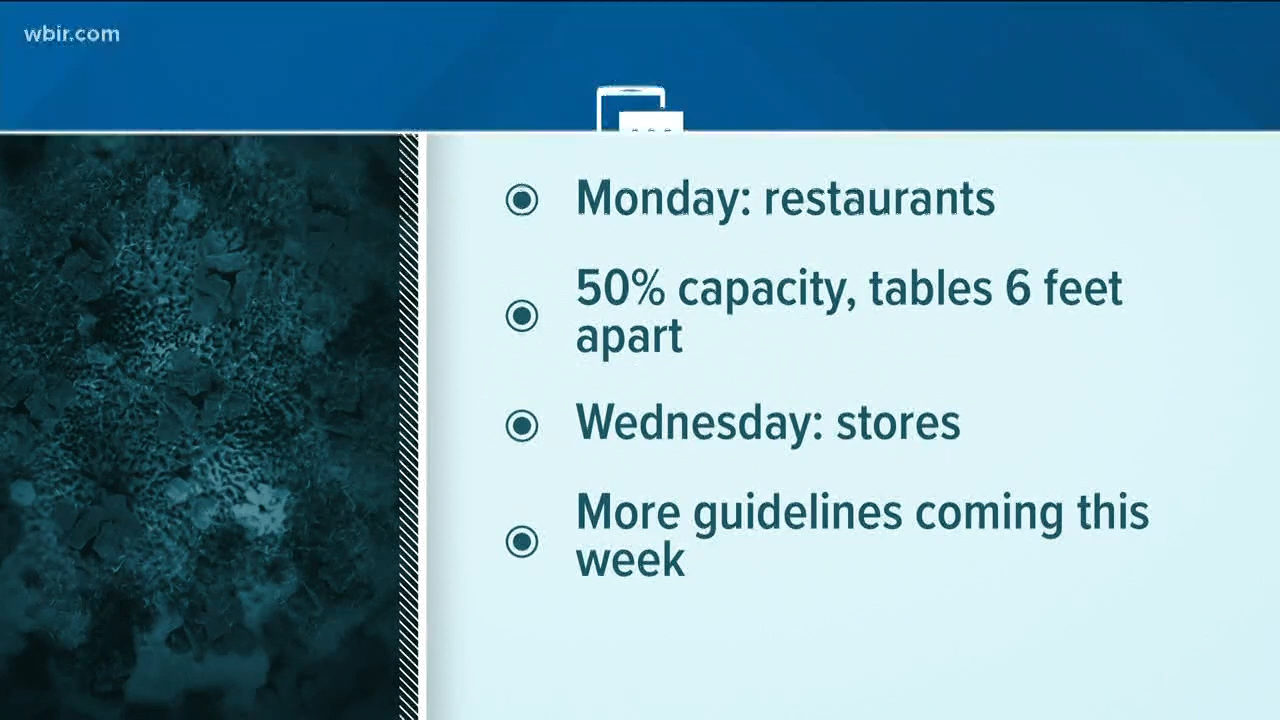 wbir.com
Monday: restaurants
50% capacity, tables 6 feet
apart
Wednesday: stores
More guidelines coming this
week